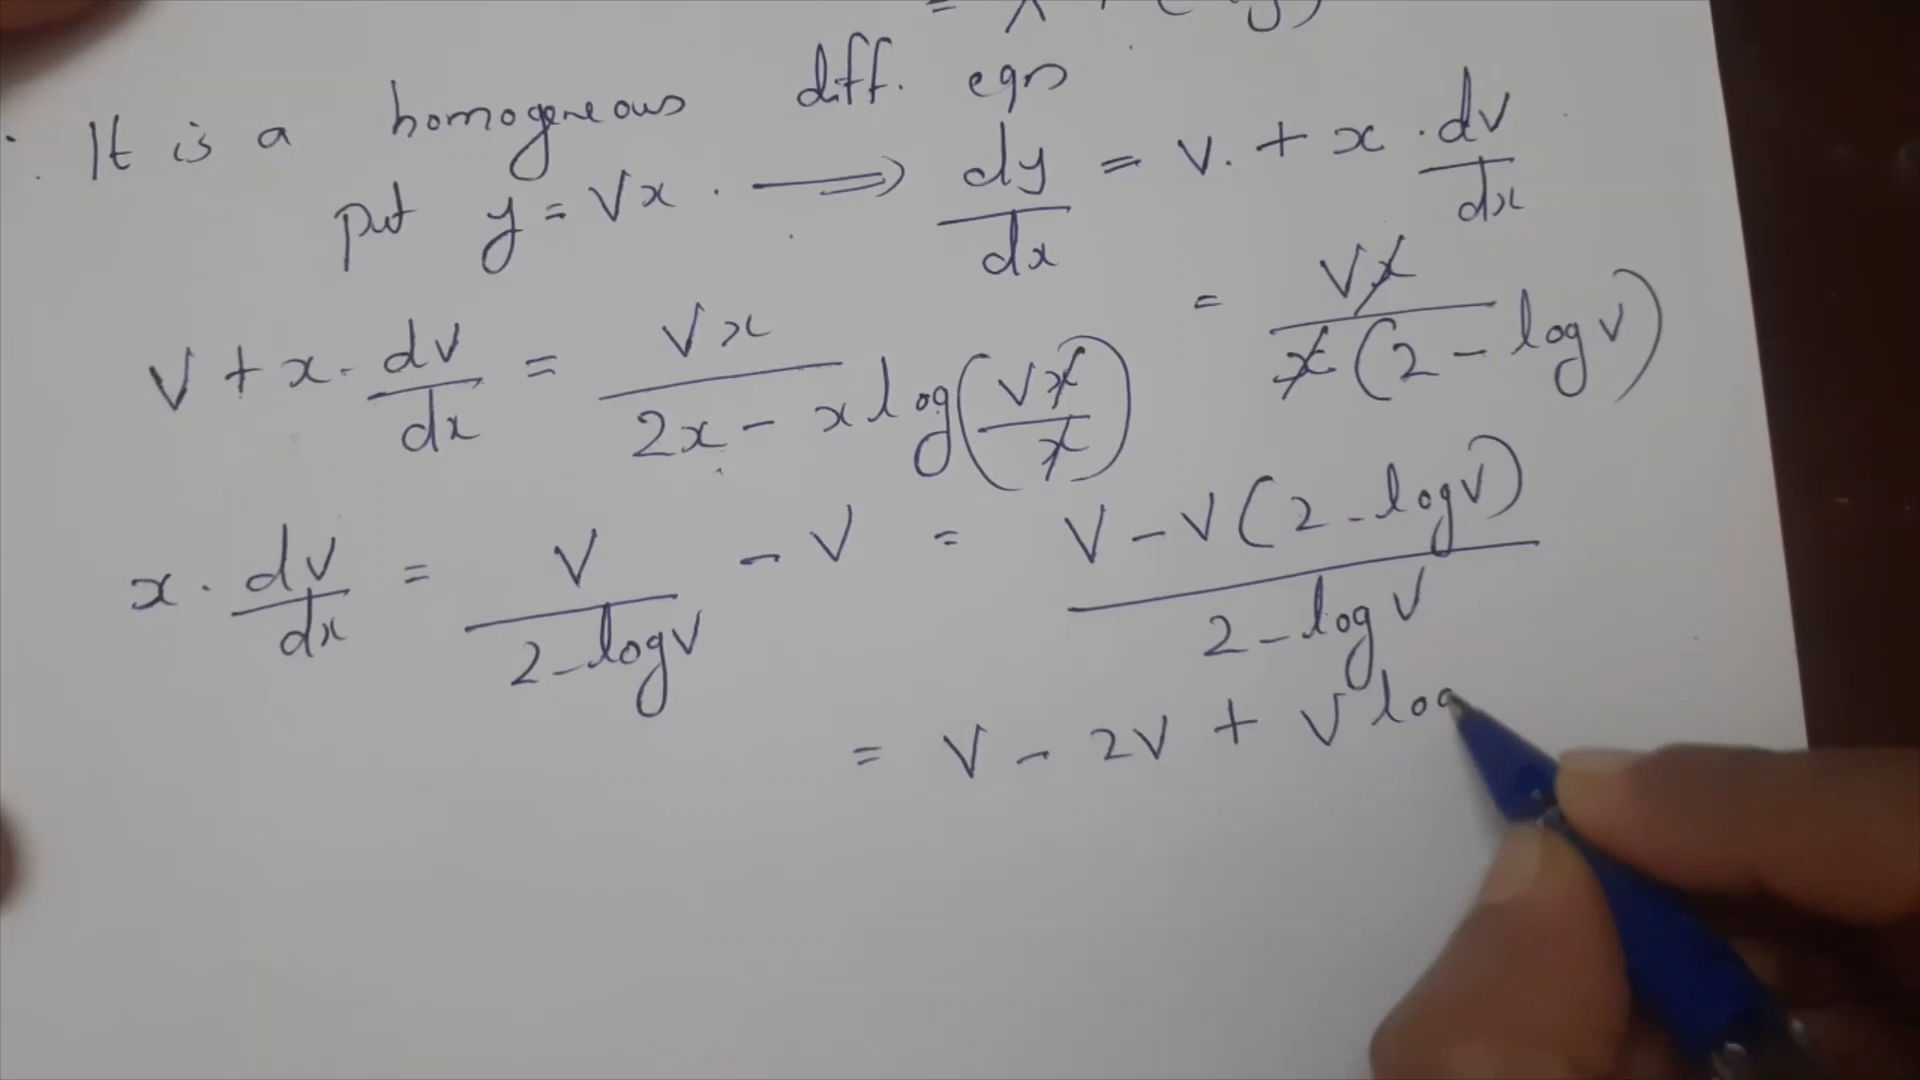 ∴ It is a homogeneous diff. eqn
put y = vx. ⟹ dy/dx = v. + x . dv/dx
v + x . dv/dx = vx / (2x - x log(vx/x)) = vx / (x(2 - log v))
x . dv/dx = v / (2 - log v) - v = (v - v(2 - log v)) / (2 - log v)
= v - 2v + v log